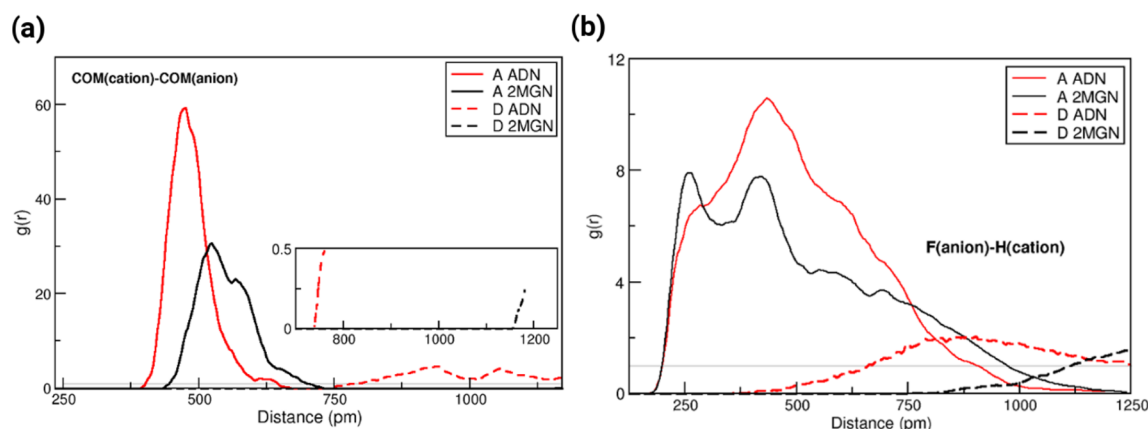 (a)
COM(cation)-COM(anion)
A ADN
A 2MGN
D ADN
D 2MGN
g(r)
60
40
20
0
0.5
0
800
1000
1200
250
500
750
1000
Distance (pm)
(b)
12
8
4
0
g(r)
A ADN
A 2MGN
D ADN
D 2MGN
F(anion)-H(cation)
250
500
750
1000
1250
Distance (pm)